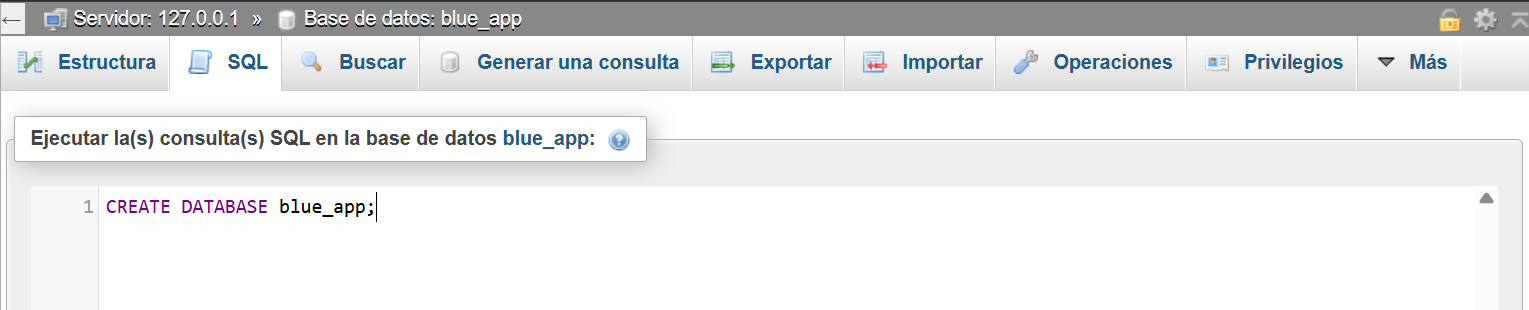 Servidor: 127.0.0.1 » Base de datos: blue_app
Estructura SQL Buscar Generar una consulta Exportar Importar Operaciones Privilegios Más
Ejecutar la(s) consulta(s) SQL en la base de datos blue_app:
1 CREATE DATABASE blue_app;